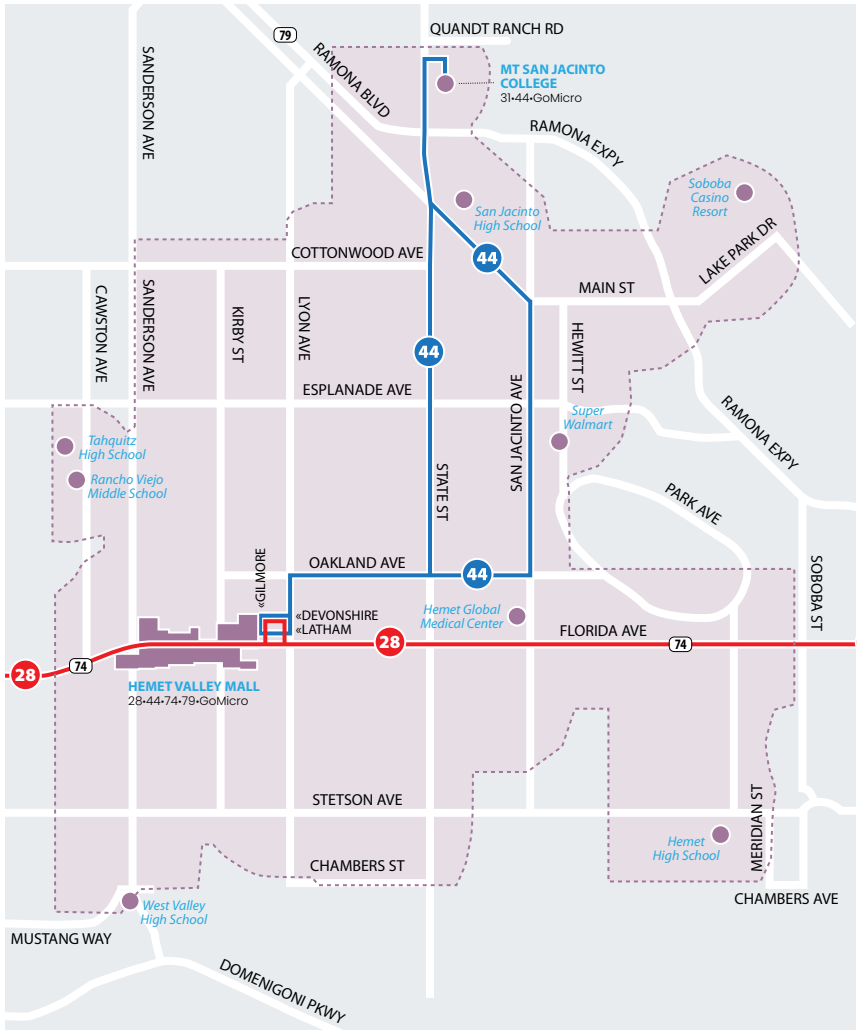 QUANDT RANCH RD
79
SANDERSON AVE
RAMONA BLVD
MT SAN JACINTO
COLLEGE
31•44•GoMicro
RAMONA EXPY
San Jacinto
High School
Soboba
Casino
Resort
COTTONWOOD AVE
44
LAKE PARK DR
MAIN ST
CAWSTON AVE
SANDERSON AVE
KIRBY ST
LYON AVE
44
HEWITT ST
ESPLANADE AVE
SAN JACINTO AVE
Super
Walmart
RAMONA EXPY
Tahquitz
High School
Rancho Viejo
Middle School
STATE ST
PARK AVE
OAKLAND AVE
44
SOBOBA ST
«GILMORE
«DEVONSHIRE
«LATHAM
Hemet Global
Medical Center
FLORIDA AVE
28
74
28
74
HEMET VALLEY MALL
28•44•74•79•GoMicro
STETSON AVE
MERIDIAN ST
Hemet
High School
CHAMBERS ST
CHAMBERS AVE
West Valley
High School
MUSTANG WAY
DOMENIGONI PKWY